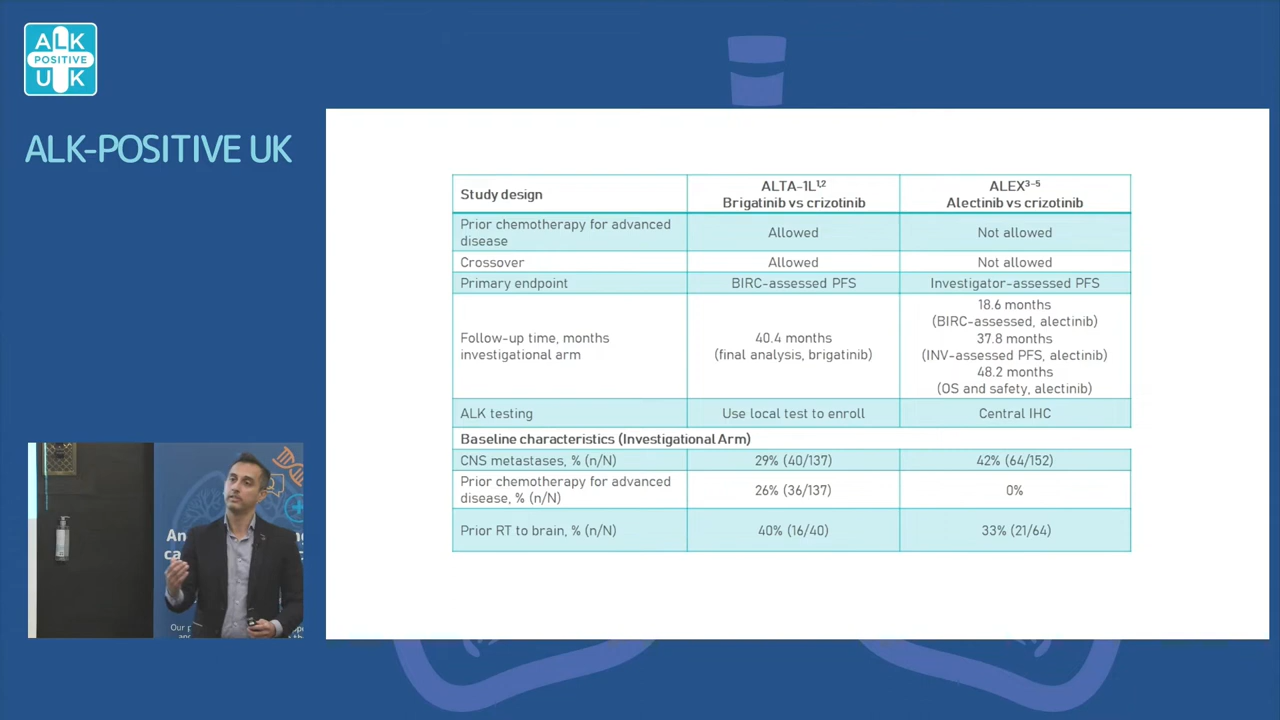 ALK
POSITIVE
UK
ALK-POSITIVE UK
Study design
ALTA-1L1,2
Brigatinib vs crizotinib
ALEX3-5
Alectinib vs crizotinib
Prior chemotherapy for advanced
disease
Allowed
Not allowed
Crossover
Allowed
Not allowed
Primary endpoint
BIRC-assessed PFS
Investigator-assessed PFS
Follow-up time, months
investigational arm
40.4 months
(final analysis, brigatinib)
18.6 months
(BIRC-assessed, alectinib)
37.8 months
(INV-assessed PFS, alectinib)
48.2 months
(OS and safety, alectinib)
ALK testing
Use local test to enroll
Central IHC
Baseline characteristics (Investigational Arm)
CNS metastases, % (n/N)
29% (40/137)
42% (64/152)
Prior chemotherapy for advanced
disease, % (n/N)
26% (36/137)
0%
Prior RT to brain, % (n/N)
40% (16/40)
33% (21/64)